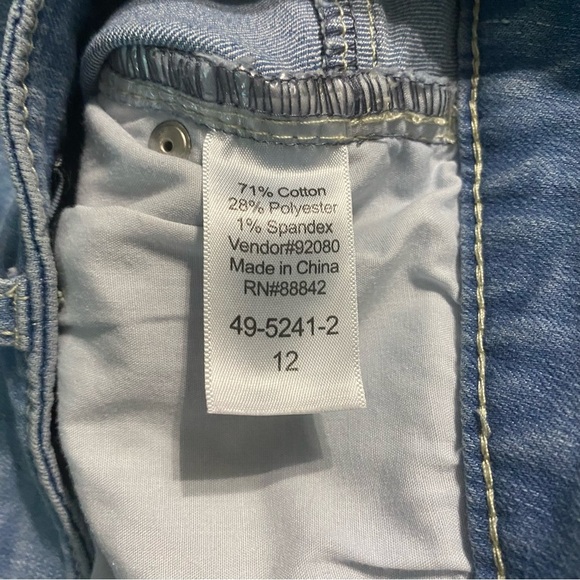 71% Cotton
28% Polyester
1% Spandex
Vendor#92080
Made in China
RN#88842
49-5241-2
12